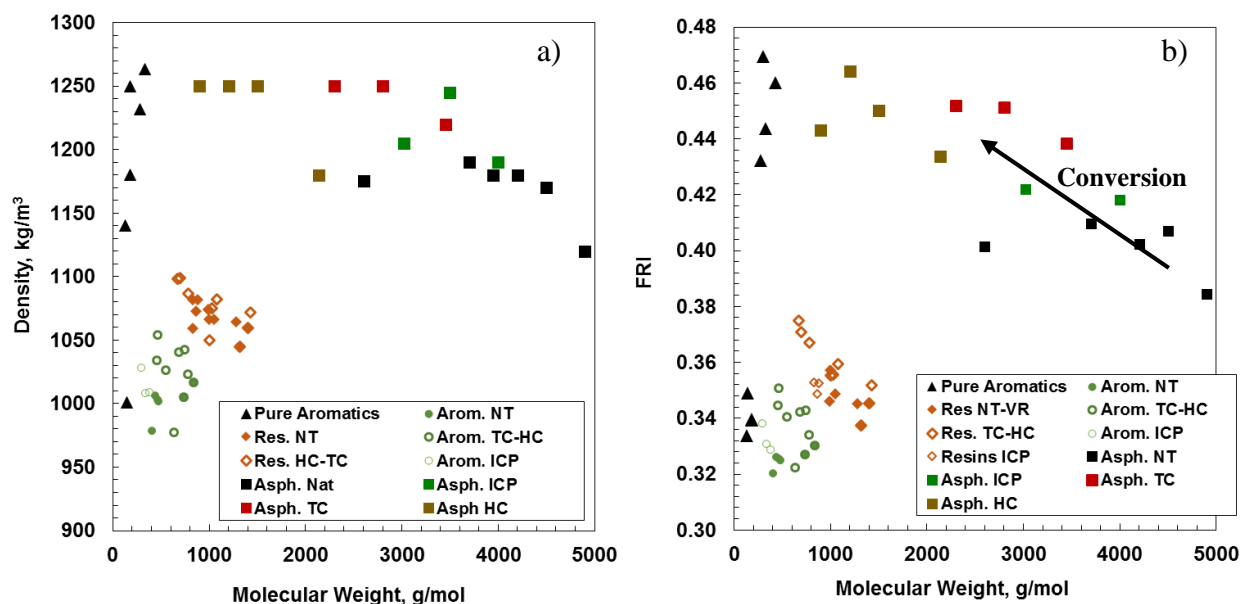 a)
1300
1250
1200
1150
1100
1050
1000
950
900
Density, kg/m³
0 1000 2000 3000 4000 5000
Molecular Weight, g/mol
Pure Aromatics Arom. NT
Res. NT Arom. TC-HC
Res. HC-TC Arom. ICP
Asph. Nat Asph. ICP
Asph. TC Asph HC
b)
0.48
0.46
0.44
0.42
0.40
0.38
0.36
0.34
0.32
0.30
FRI
Conversion
0 1000 2000 3000 4000 5000
Molecular Weight, g/mol
Pure Aromatics Arom. NT
Res NT-VR Arom. TC-HC
Res. TC-HC Arom. ICP
Resins ICP Asph. NT
Asph. ICP Asph. TC
Asph. HC